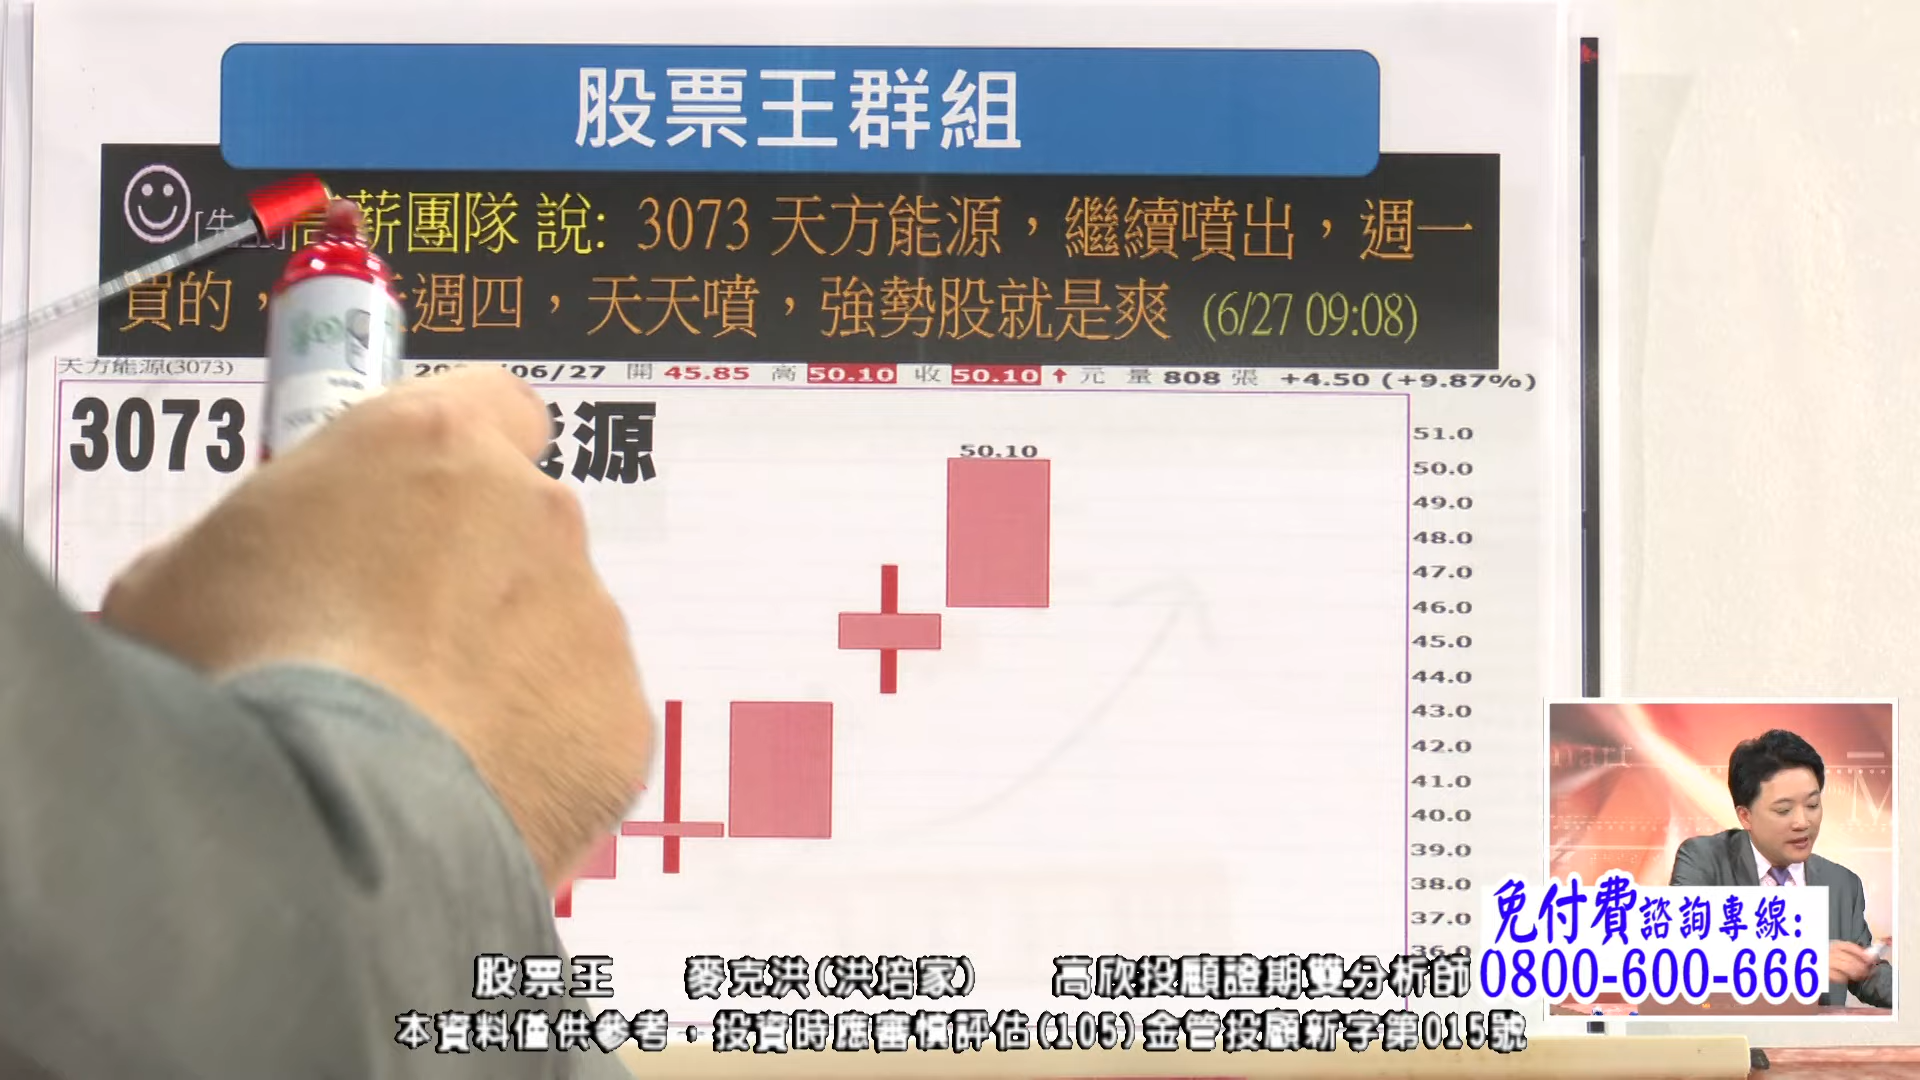 股票王群組
高薪團隊 說: 3073 天方能源，繼續噴出，週一
買的，週四，天天噴，強勢股就是爽 (6/27 09:08)
天方能源(3073) /06/27 開 45.85 高 50.10 收 50.10 ↑ 元 量 808 張 +4.50 (+9.87%)
3073 能源
50.10
51.0
50.0
49.0
48.0
47.0
46.0
45.0
44.0
43.0
42.0
41.0
40.0
39.0
38.0
37.0
36.0
免付費諮詢專線:
0800-600-666
股票王 麥克洪(洪培家) 高欣投顧證期雙分析師
本資料僅供參考，投資時應審慎評估(105)金管投顧新字第015號